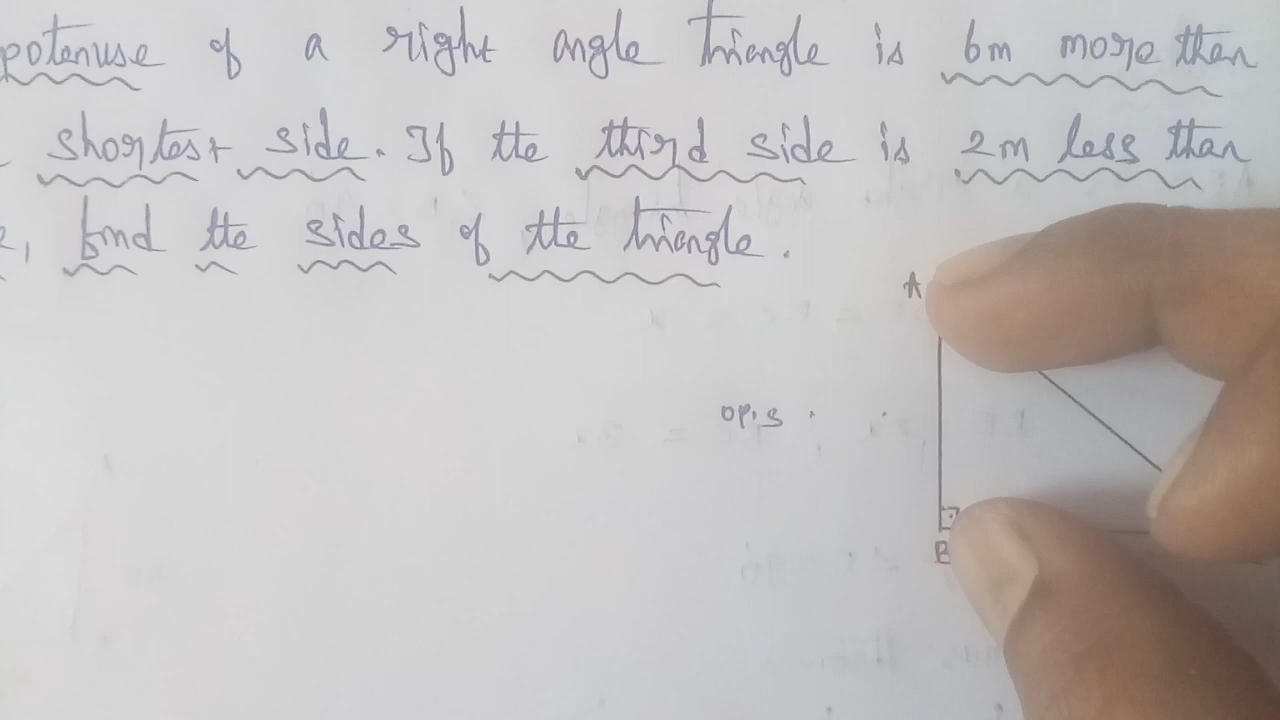 potenuse of a right angle triangle is 6m more than
shortest side. If the third side is 2m less than
, find the sides of the triangle.
A
OP.S
B